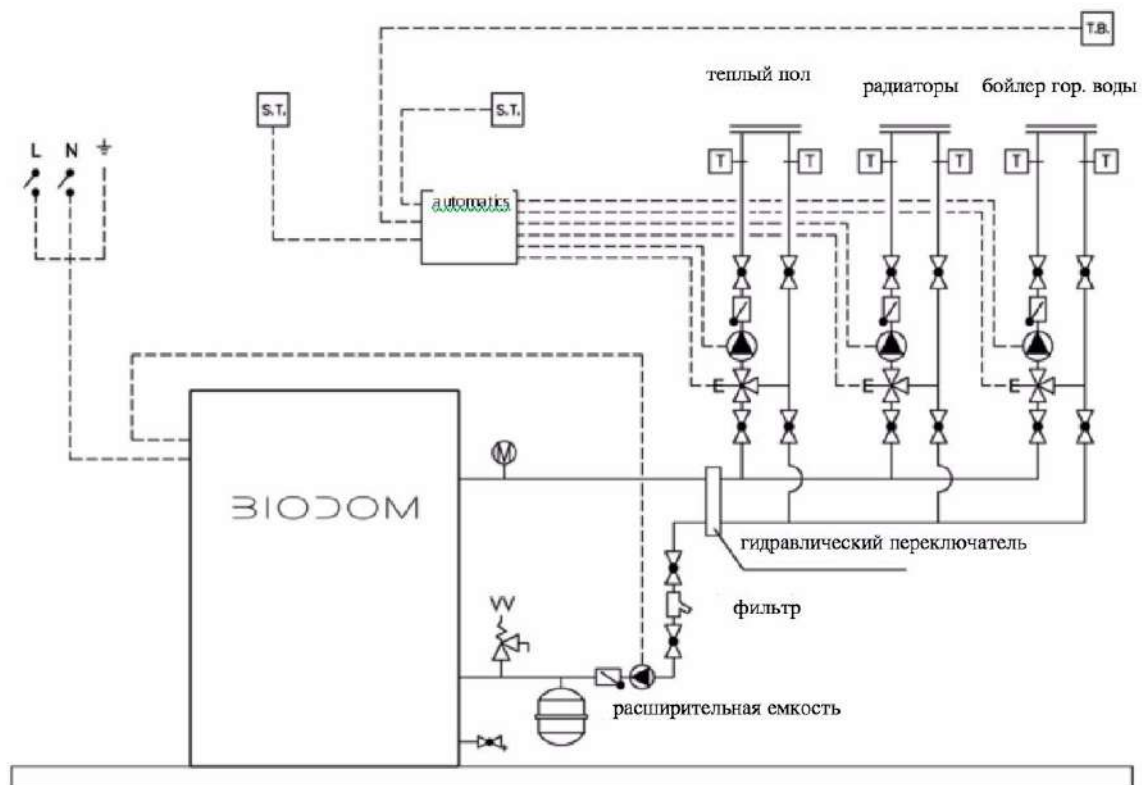 T.B.
теплый пол
радиаторы
бойлер гор. воды
S.T.
S.T.
L N
T T T T T T
automatics
E E E
M
BIODOM
гидравлический переключатель
VV
фильтр
расширительная емкость